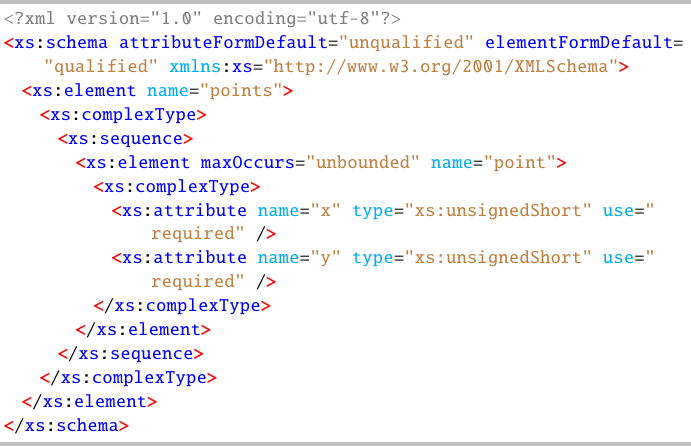 <?xml version="1.0" encoding="utf-8"?>
<xs:schema attributeFormDefault="unqualified" elementFormDefault=
"qualified" xmlns:xs="http://www.w3.org/2001/XMLSchema">
<xs:element name="points">
<xs:complexType>
<xs:sequence>
<xs:element maxOccurs="unbounded" name="point">
<xs:complexType>
<xs:attribute name="x" type="xs:unsignedShort" use="
required" />
<xs:attribute name="y" type="xs:unsignedShort" use="
required" />
</xs:complexType>
</xs:element>
</xs:sequence>
</xs:complexType>
</xs:element>
</xs:schema>